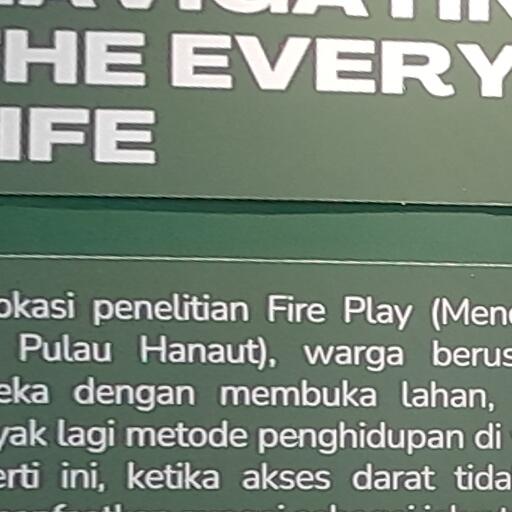 THE EVERY
IFE
okasi penelitian Fire Play (Men
Pulau Hanaut), warga berus
eka dengan membuka lahan,
yak lagi metode penghidupan di
erti ini, ketika akses darat tida